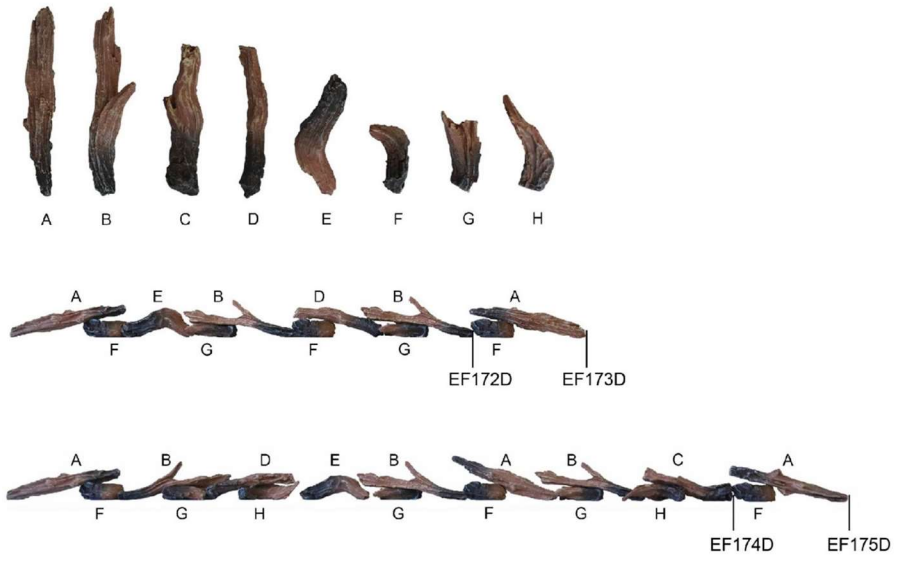 A B C D E F G H
A E B D B A
F G F G F
EF172D EF173D
A B D E B A B C A
F G H G F G H F
EF174D EF175D